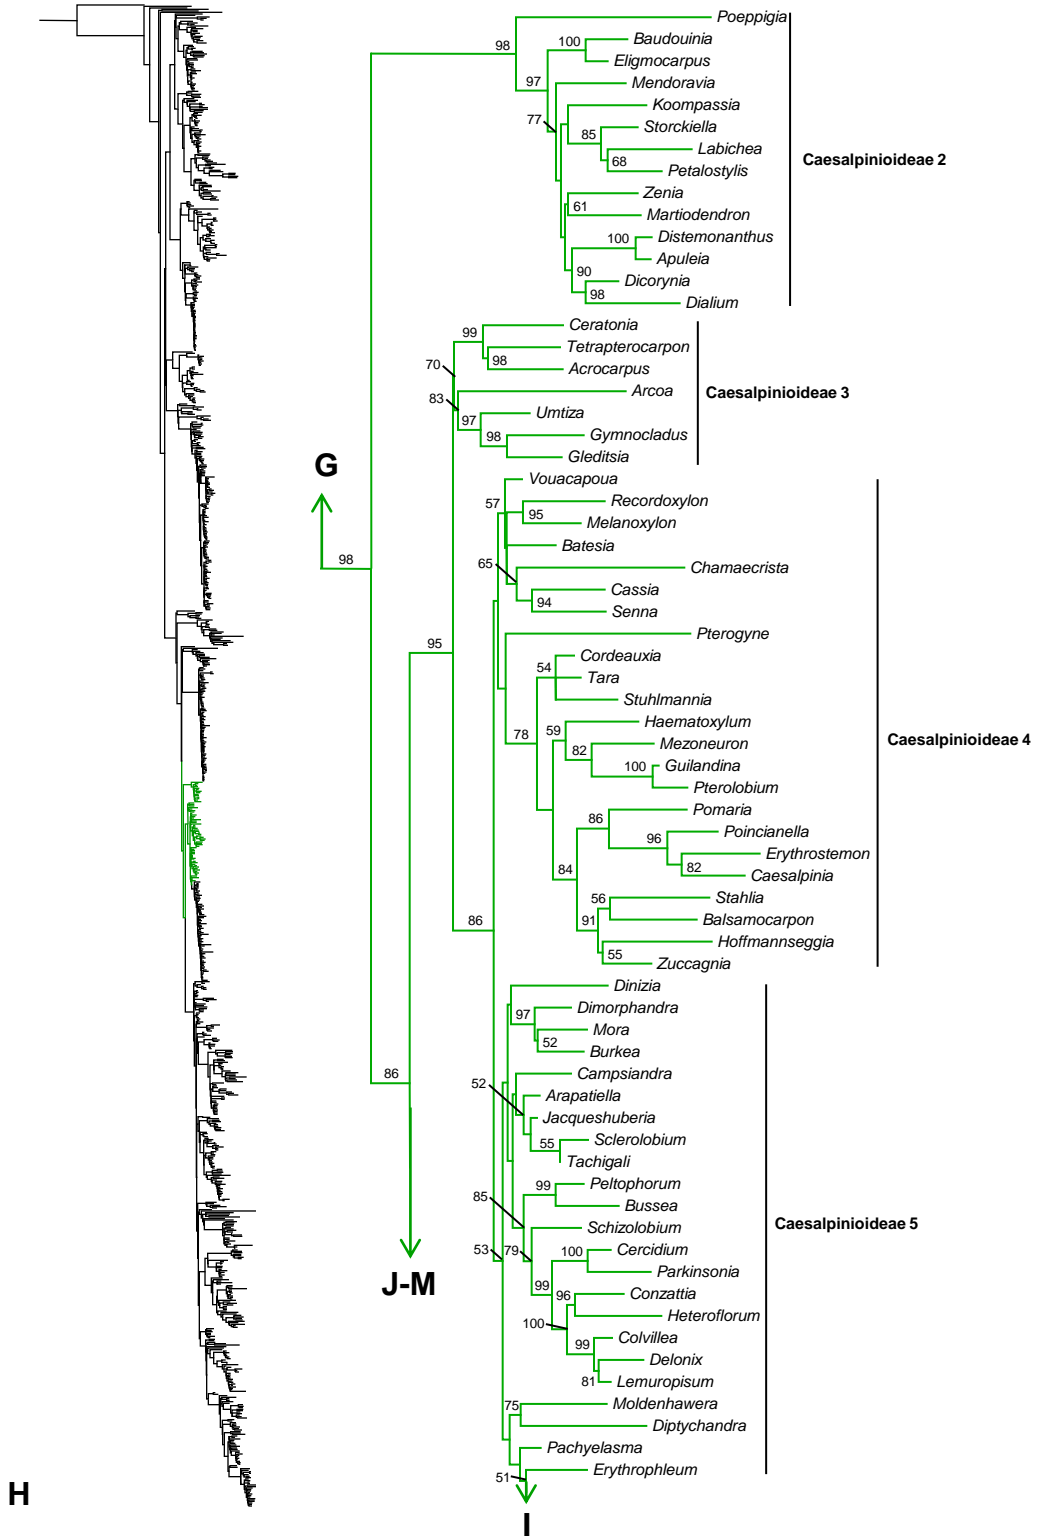 Poeppigia
98
Baudouinia
100
Eligmocarpus
97
Mendoravia
Koompassia
77
Storckiella
85
Labichea
Caesalpinioideae 2
68
Petalostylis
Zenia
61
Martiodendron
Distemonanthus
100
Apuleia
90
Dicorynia
98
Dialium
Ceratonia
99
Tetrapterocarpon
98
Acrocarpus
70
Arcoa
Caesalpinioideae 3
83
Umtiza
97
Gymnocladus
98
Gleditsia
G
Vouacapoua
57
Recordoxylon
95
Melanoxylon
Batesia
98
65
Chamaecrista
Cassia
94
Senna
Pterogyne
95
Cordeauxia
54
Tara
Stuhlmannia
Haematoxylum
78
59
Mezoneuron
Caesalpinioideae 4
82
Guilandina
100
Pterolobium
Pomaria
86
Poincianella
96
Erythrostemon
84
82
Caesalpinia
Stahlia
56
Balsamocarpon
86
91
Hoffmannseggia
55
Zuccagnia
Dinizia
Dimorphandra
97
Mora
52
Burkea
86
Campsiandra
52
Arapatiella
Jacqueshuberia
Sclerolobium
55
Tachigali
Peltophorum
99
85
Bussea
Schizolobium
Caesalpinioideae 5
53
79
Cercidium
100
Parkinsonia
J-M
99
Conzattia
96
Heteroflorum
100
Colvillea
99
Delonix
81
Lemuropisum
Moldenhawera
75
Diptychandra
Pachyelasma
Erythrophleum
51
H
I